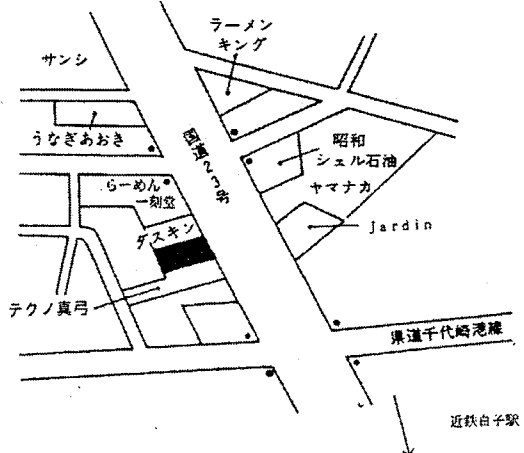 ラーメン
キング
サンシ
うなぎあおき
国道23号
昭和
シェル石油
ヤマナカ
らーめん
一刻堂
ダスキン
Jardin
テクノ真弓
県道千代崎港線
近鉄白子駅